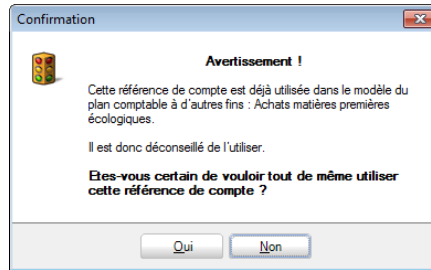 Confirmation
Avertissement !
Cette référence de compte est déjà utilisée dans le modèle du
plan comptable à d'autres fins : Achats matières premières
écologiques.
Il est donc déconseillé de l'utiliser.
Etes-vous certain de vouloir tout de même utiliser
cette référence de compte ?
Oui
Non